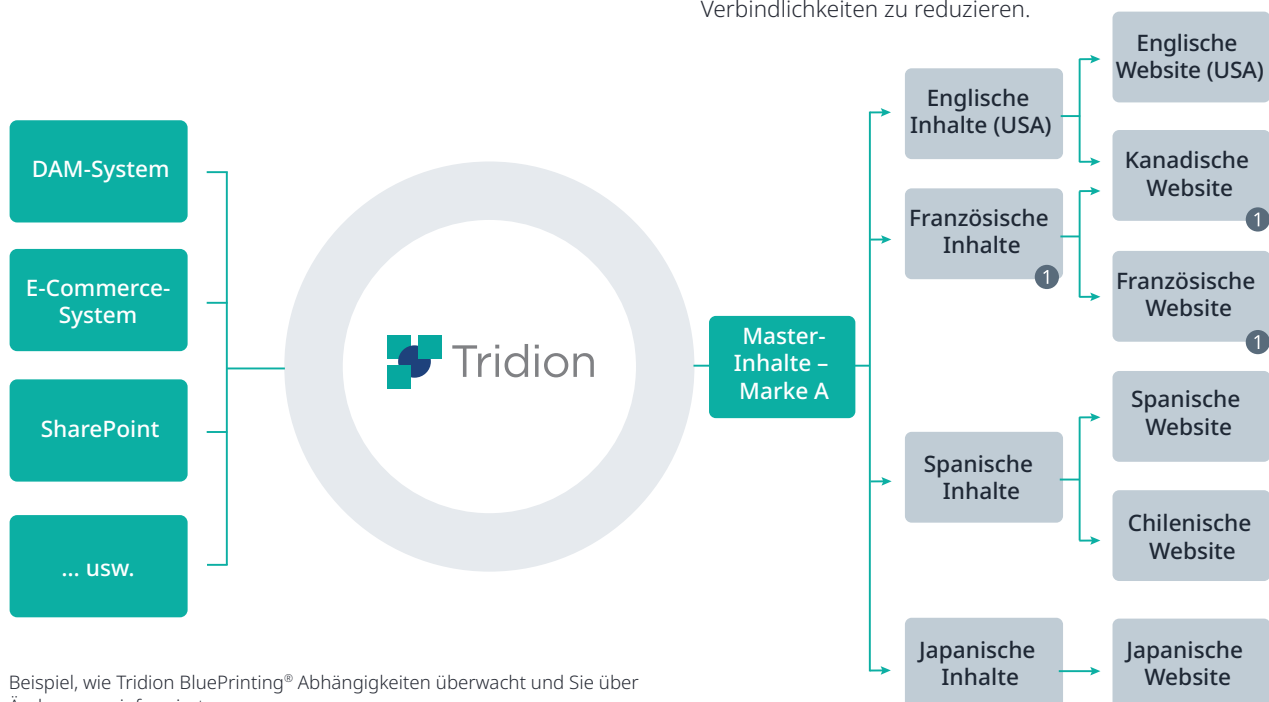 Verbindlichkeiten zu reduzieren.
DAM-System
E-Commerce-
System
SharePoint
... usw.
Tridion
Master-
Inhalte –
Marke A
Englische
Inhalte (USA)
Französische
Inhalte
1
Spanische
Inhalte
Japanische
Inhalte
Englische
Website (USA)
Kanadische
Website
1
Französische
Website
1
Spanische
Website
Chilenische
Website
Japanische
Website
Beispiel, wie Tridion BluePrinting® Abhängigkeiten überwacht und Sie über